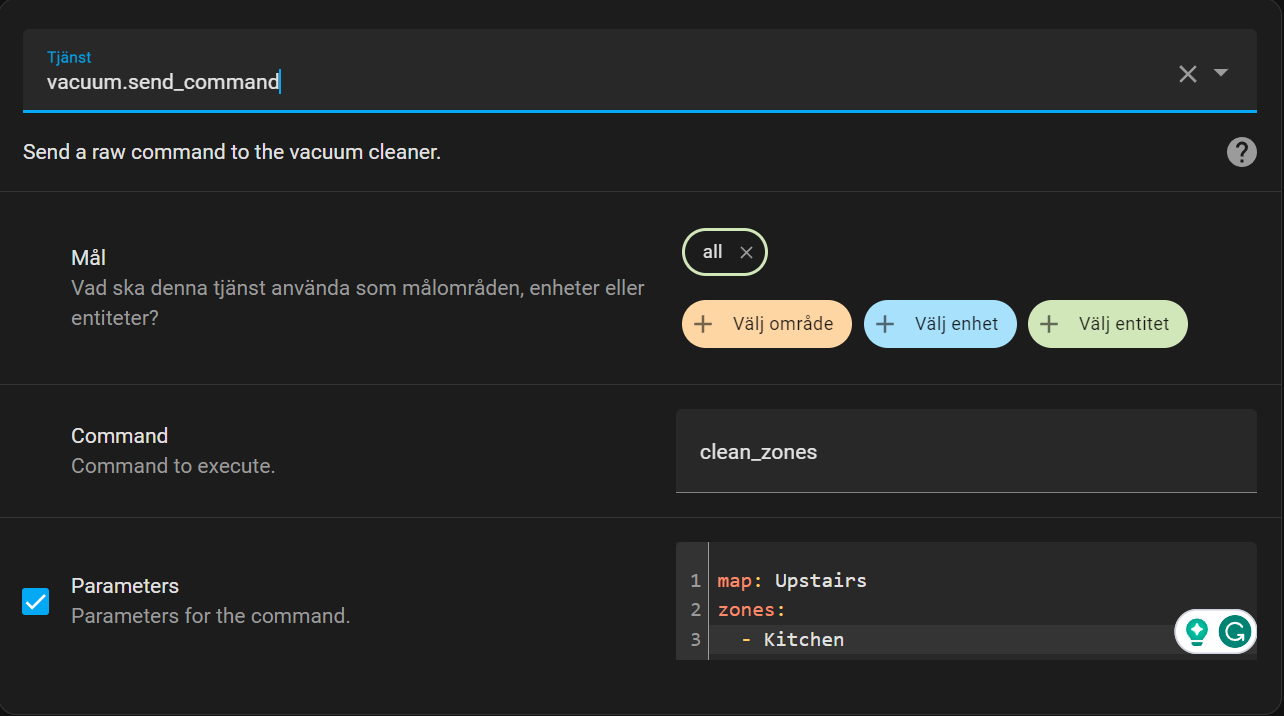 Tjänst
vacuum.send_command
Send a raw command to the vacuum cleaner.
Mål
Vad ska denna tjänst använda som målområden, enheter eller
entiteter?
all
Välj område
Välj enhet
Välj entitet
Command
Command to execute.
clean_zones
Parameters
Parameters for the command.
1 map: Upstairs
2 zones:
3 - Kitchen